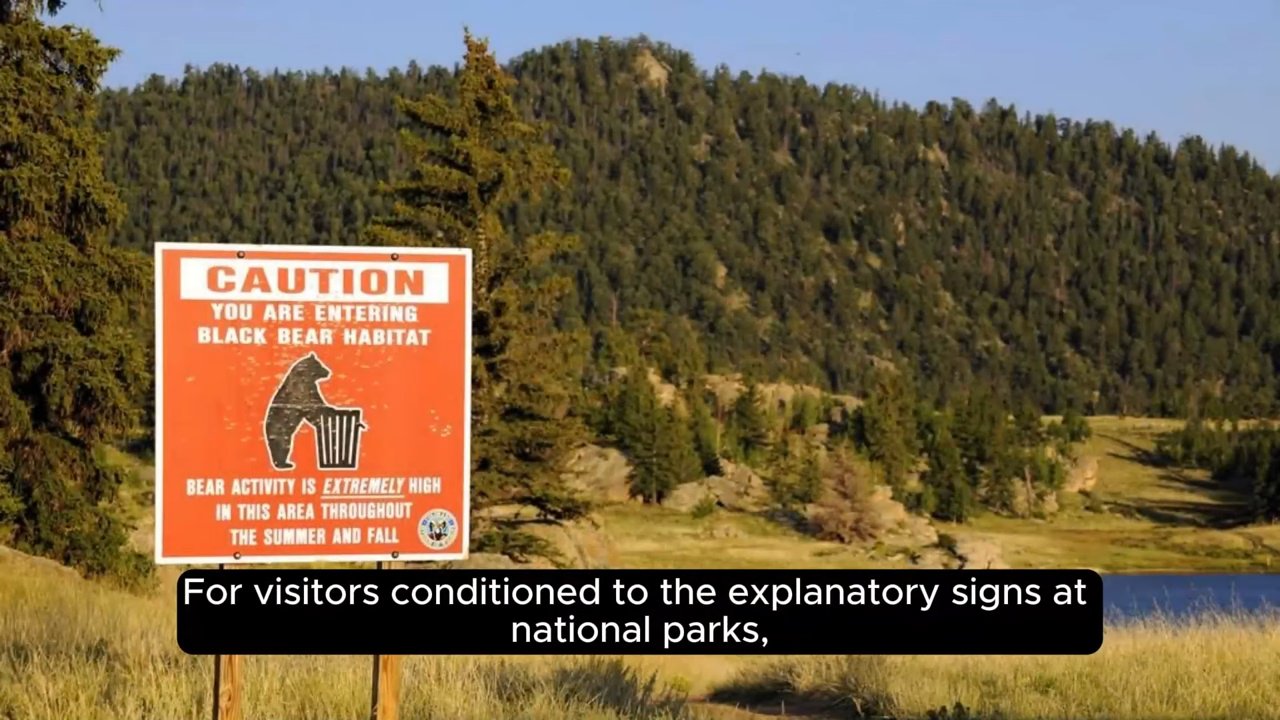 CAUTION
YOU ARE ENTERING
BLACK BEAR HABITAT
BEAR ACTIVITY IS EXTREMELY HIGH
IN THIS AREA THROUGHOUT
THE SUMMER AND FALL
For visitors conditioned to the explanatory signs at
national parks,